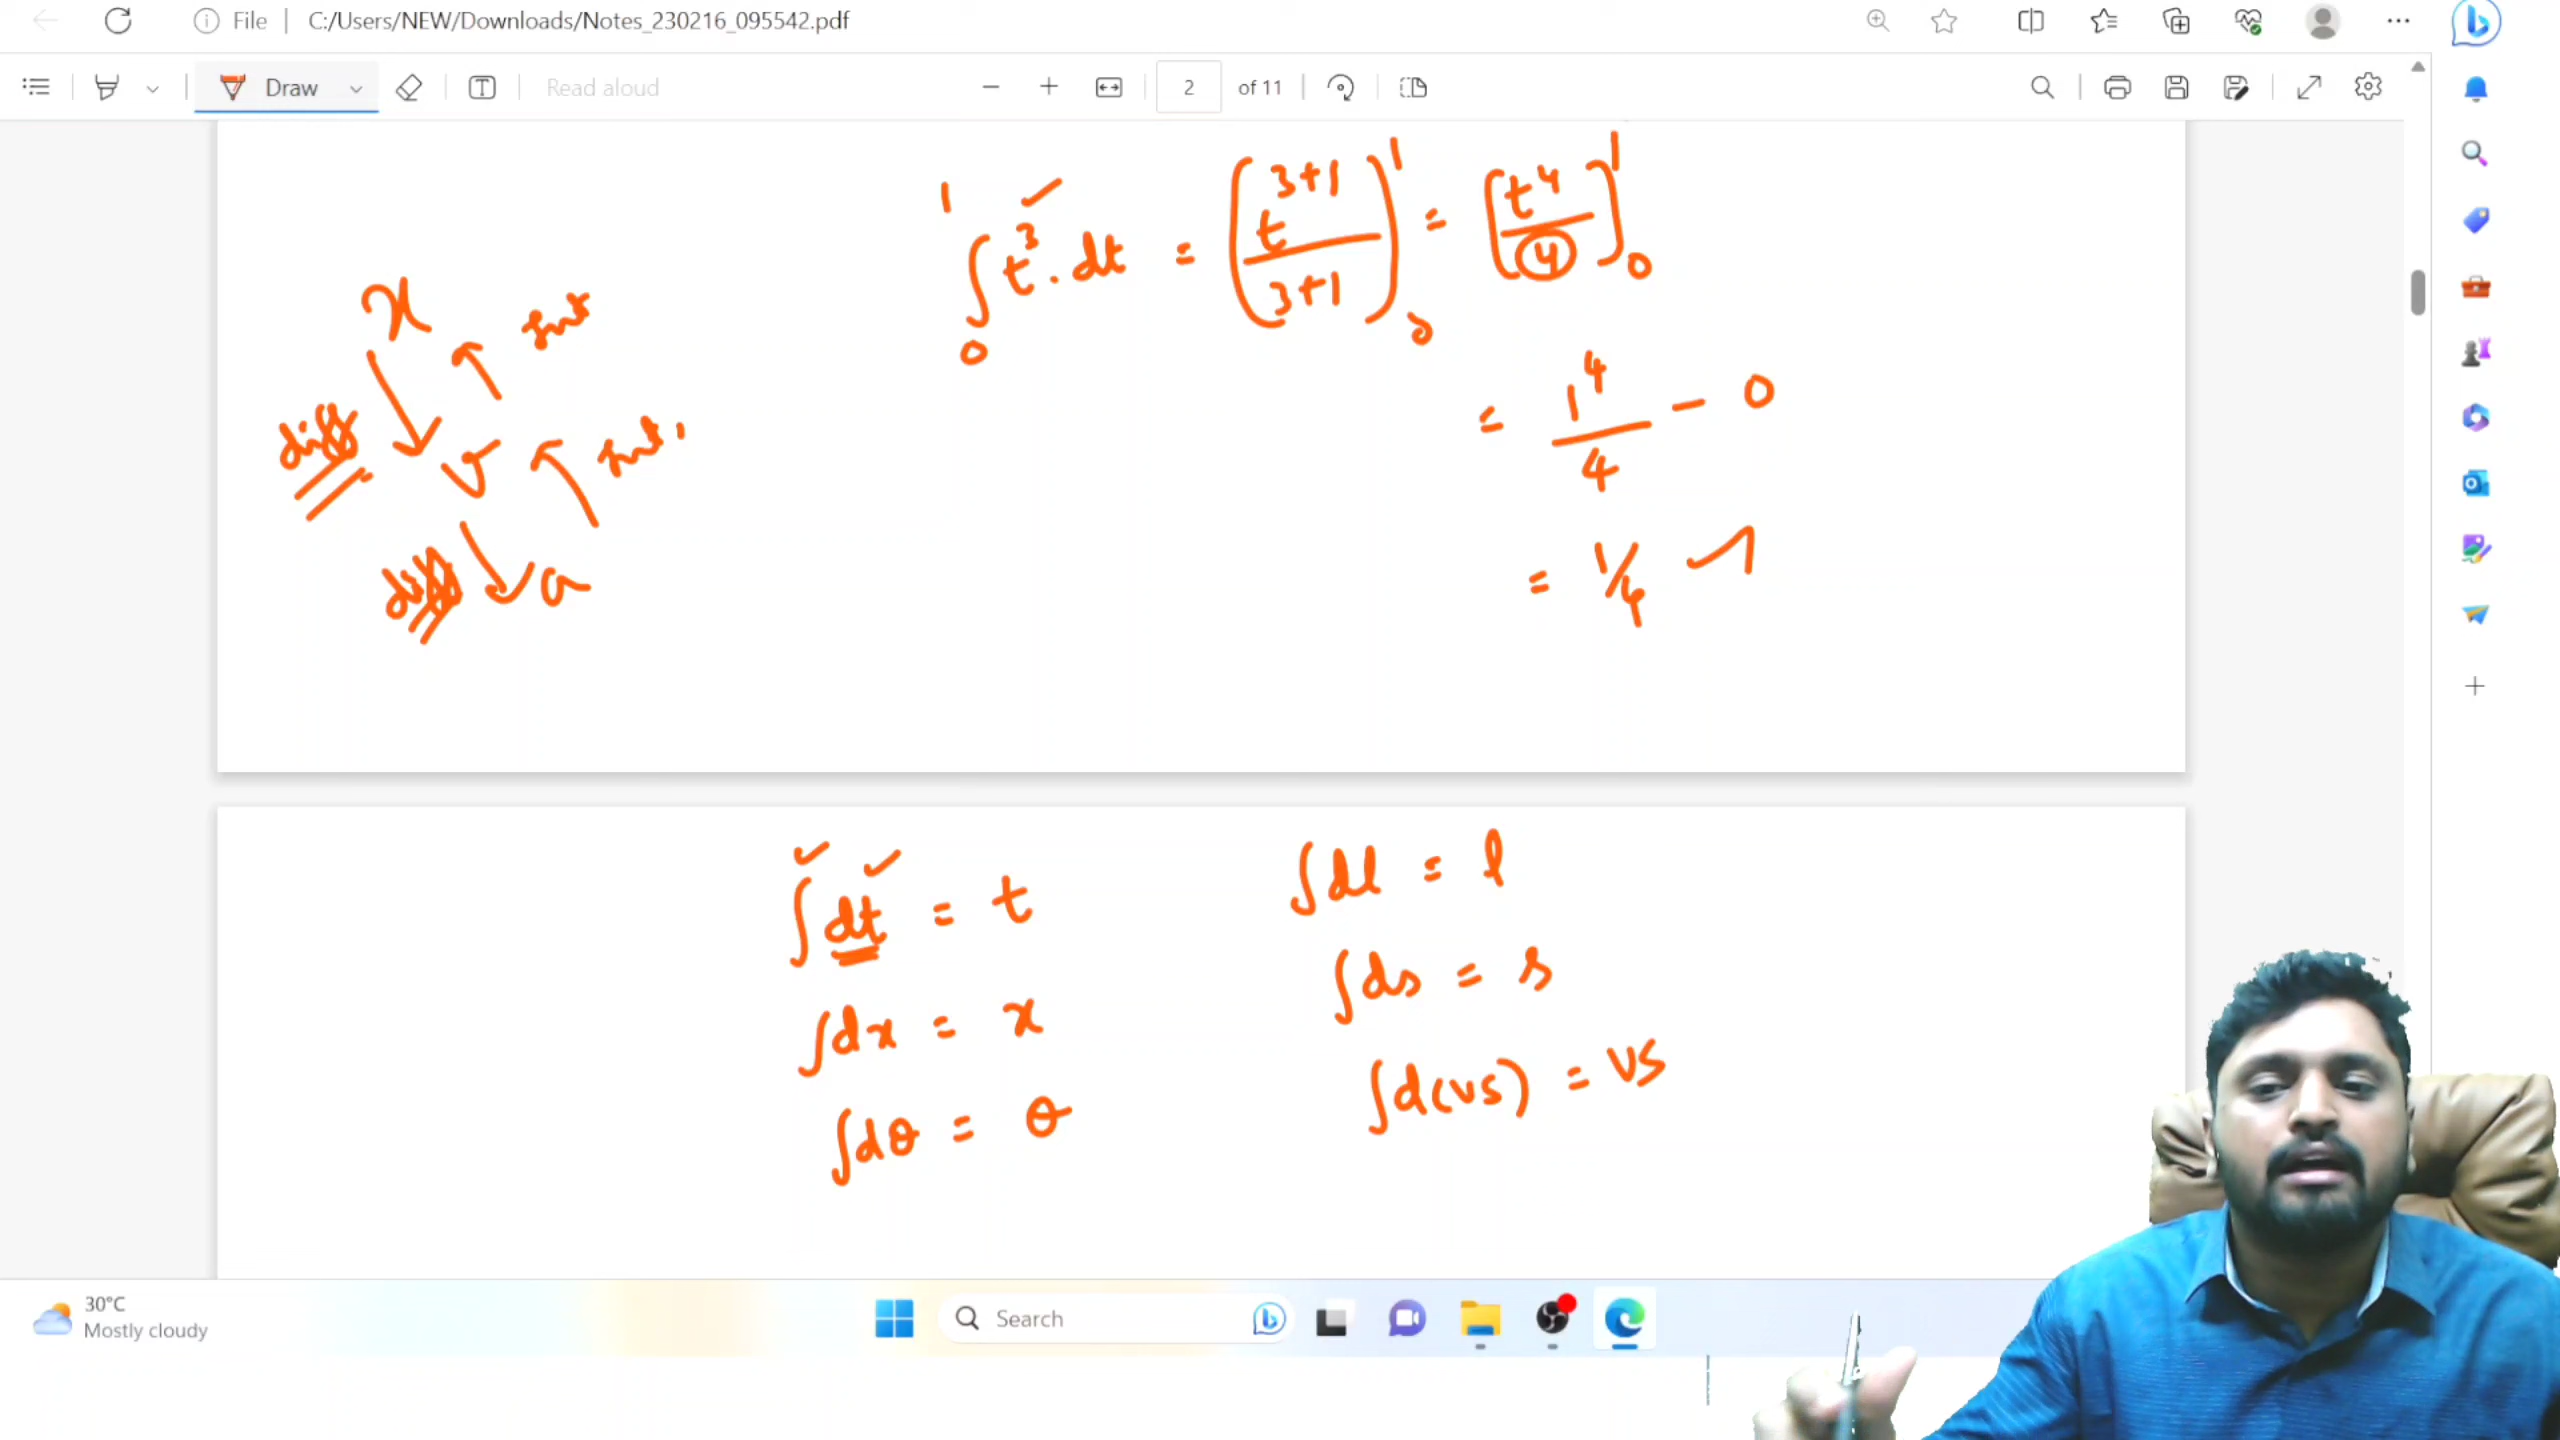 File | C:/Users/NEW/Downloads/Notes_230216_095542.pdf
Draw Read aloud 2 of 11
∫₀¹ t³ . dt = (t³⁺¹/3+1)₀¹ = [t⁴/4]₀¹
= 1⁴/4 - 0
= 1/4
x
diff
int
v
int.
diff
a
∫dt = t
∫dx = x
∫dθ = θ
∫dl = l
∫ds = s
∫d(vs) = vs
30°C
Mostly cloudy
Search